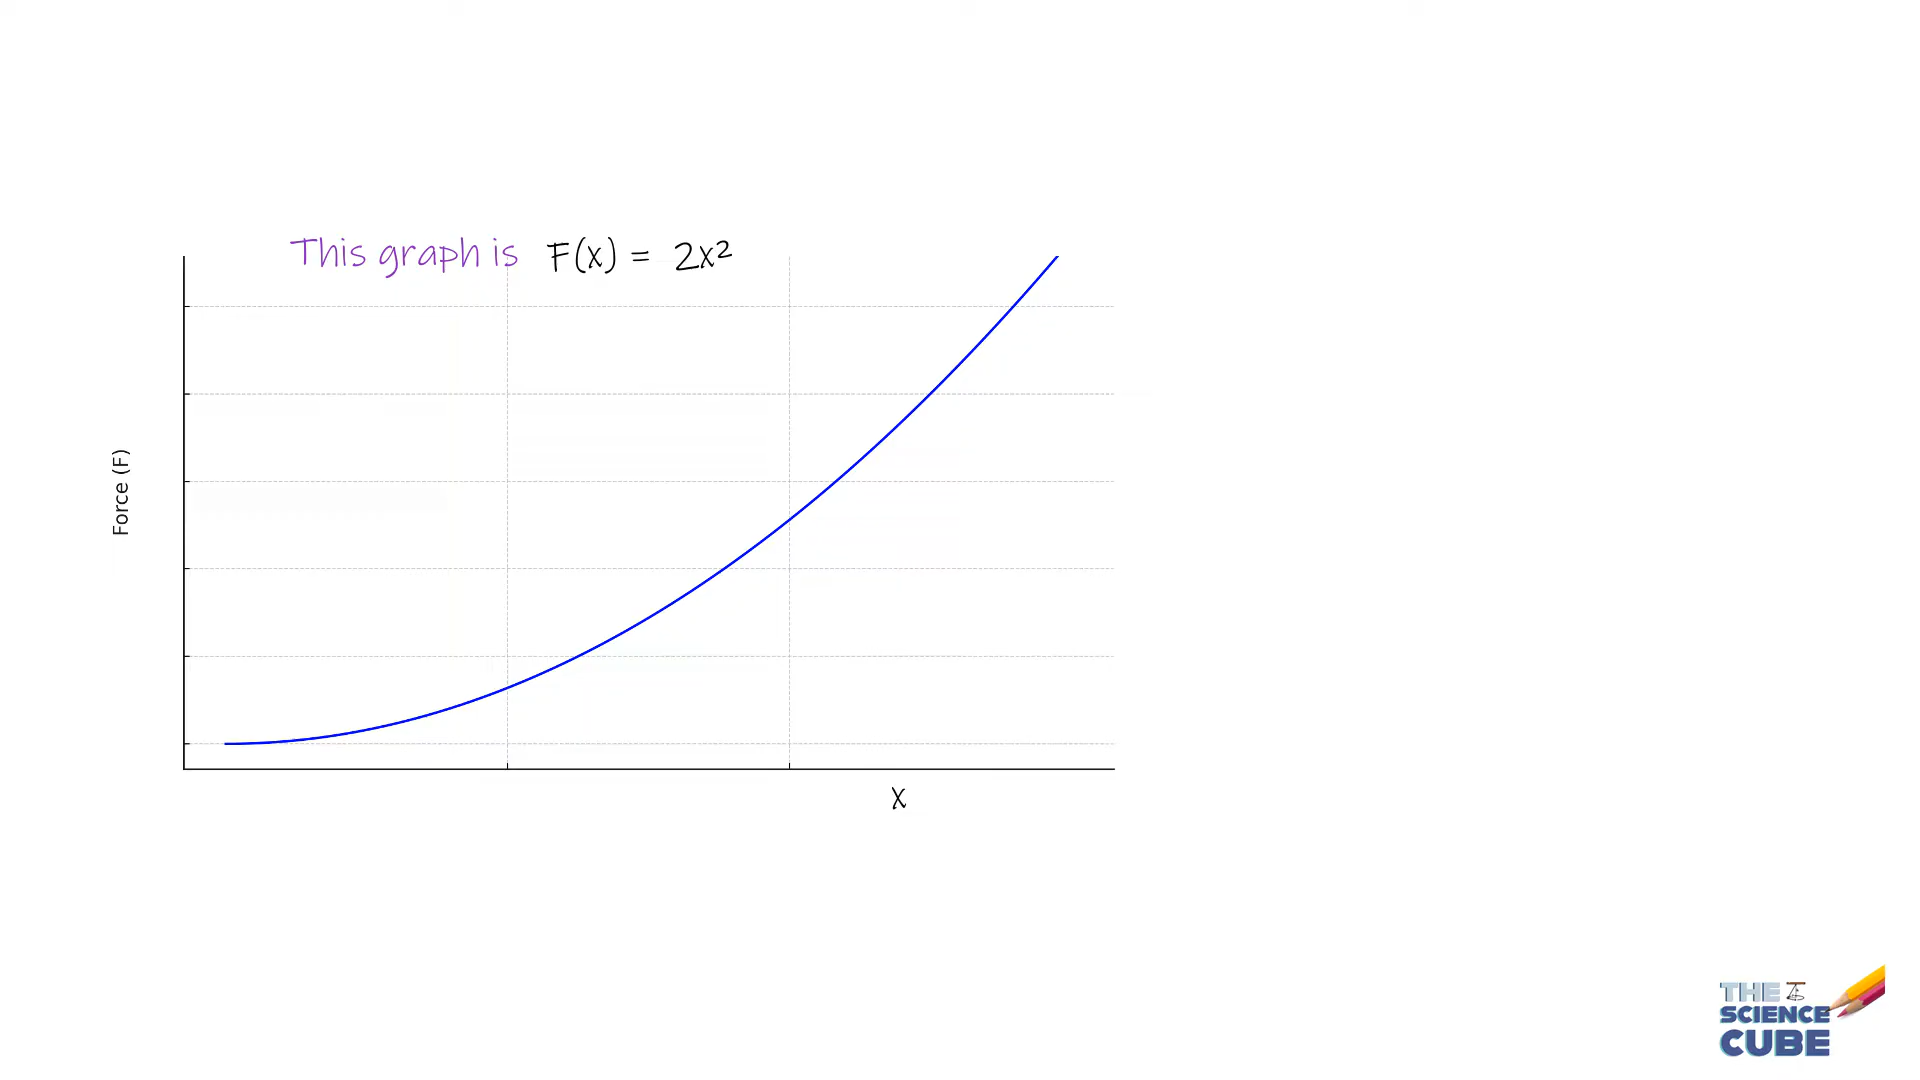 This graph is F(x) = 2x²
Force (F)
X
THE
SCIENCE
CUBE